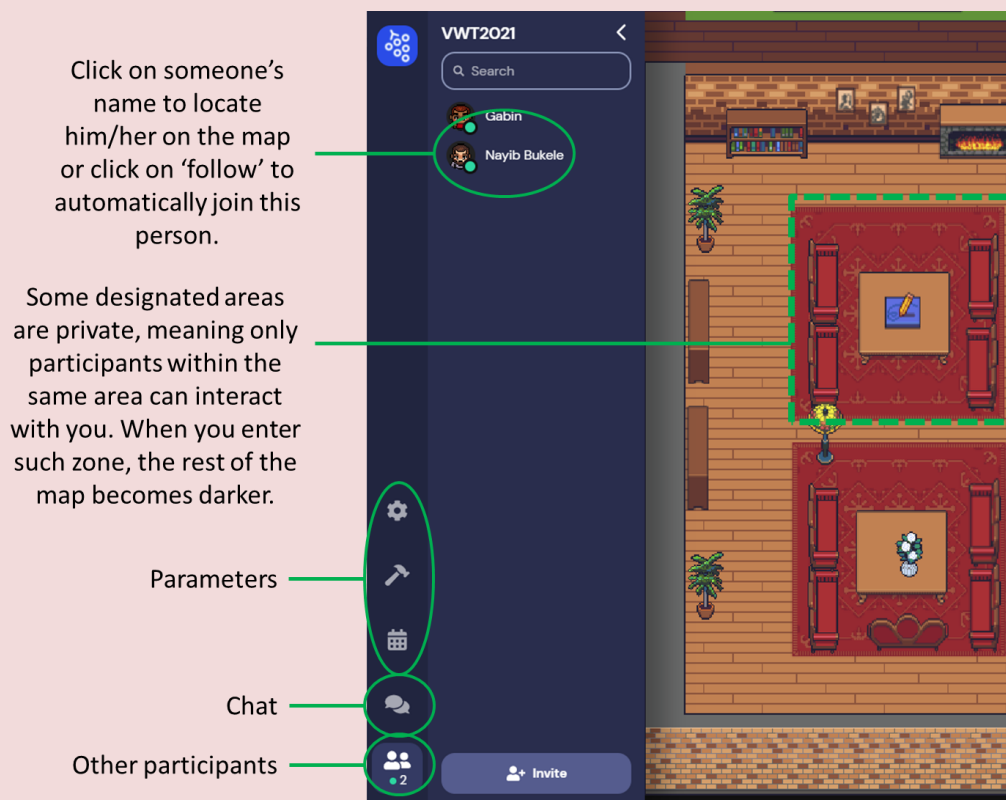 Click on someone's
name to locate
him/her on the map
or click on 'follow' to
automatically join this
person.
Some designated areas
are private, meaning only
participants within the
same area can interact
with you. When you enter
such zone, the rest of the
map becomes darker.
Parameters
Chat
Other participants
VWT2021
Search
Gabin
Nayib Bukele
2
Invite